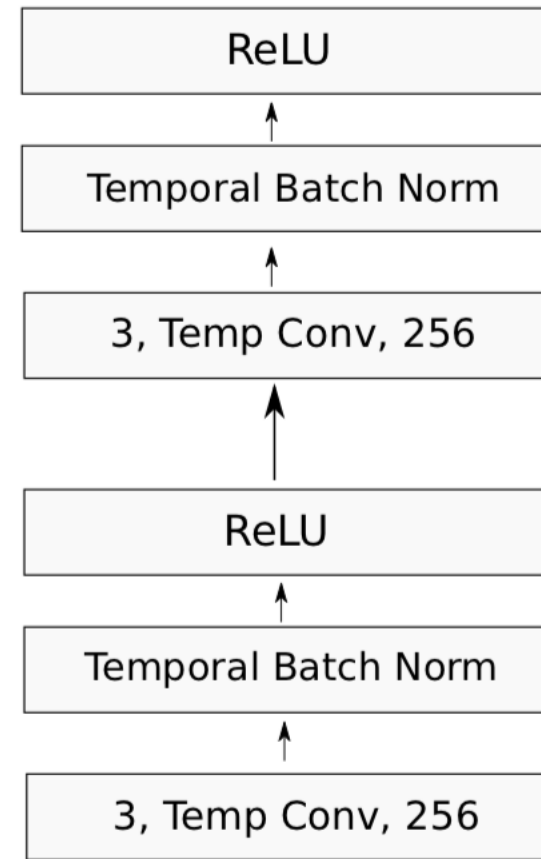 ReLU
Temporal Batch Norm
3, Temp Conv, 256
ReLU
Temporal Batch Norm
3, Temp Conv, 256